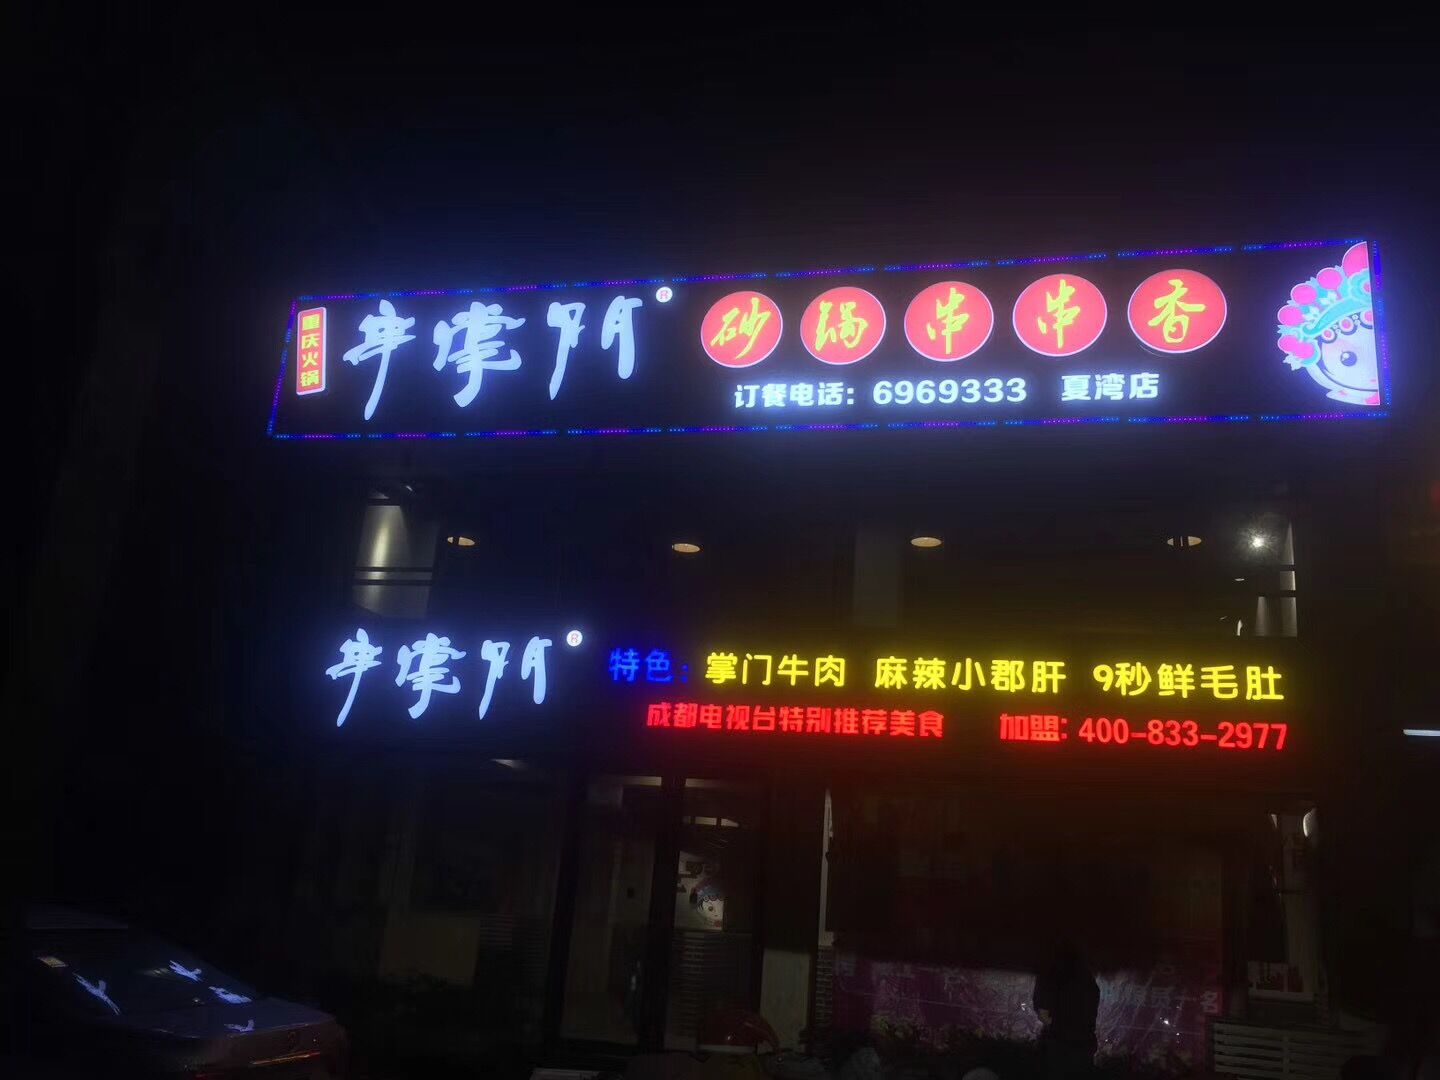 重庆火锅
牛掌门®
砂锅串串香
订餐电话：6969333 夏湾店
牛掌门®
特色：掌门牛肉 麻辣小郡肝 9秒鲜毛肚
成都电视台特别推荐美食 加盟：400-833-2977